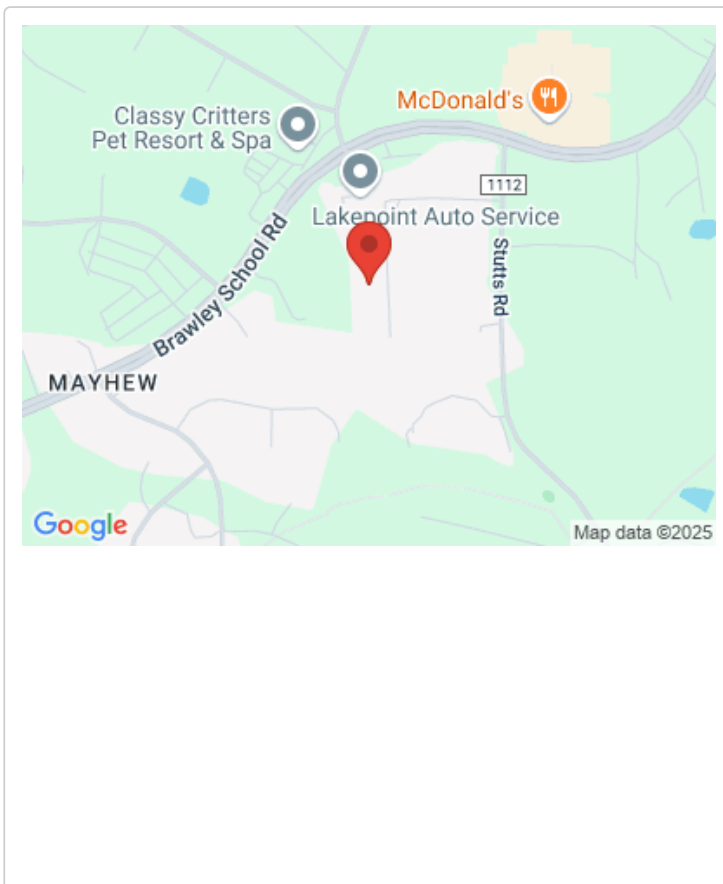 McDonald's
Classy Critters
Pet Resort & Spa
1112
Lakepoint Auto Service
Brawley School Rd
Stutts Rd
MAYHEW
Google
Map data ©2025